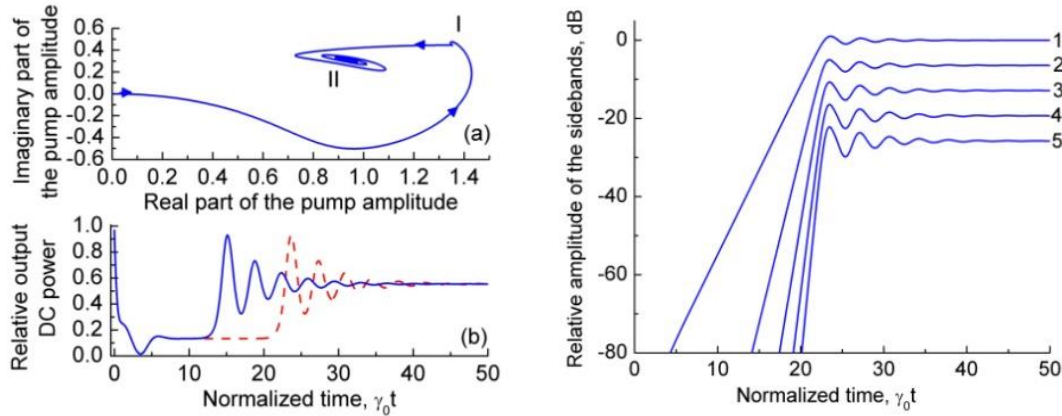 Imaginary part of
the pump amplitude
0.6
0.4
0.2
0.0
-0.2
-0.4
-0.6
I
II
(a)
0.0 0.2 0.4 0.6 0.8 1.0 1.2 1.4
Real part of the pump amplitude
Relative output
DC power
1.0
0.8
0.6
0.4
0.2
0.0
(b)
0 10 20 30 40 50
Normalized time, γ₀t
Relative amplitude of the sidebands, dB
0
-20
-40
-60
-80
1
2
3
4
5
0 10 20 30 40 50
Normalized time, γ₀t